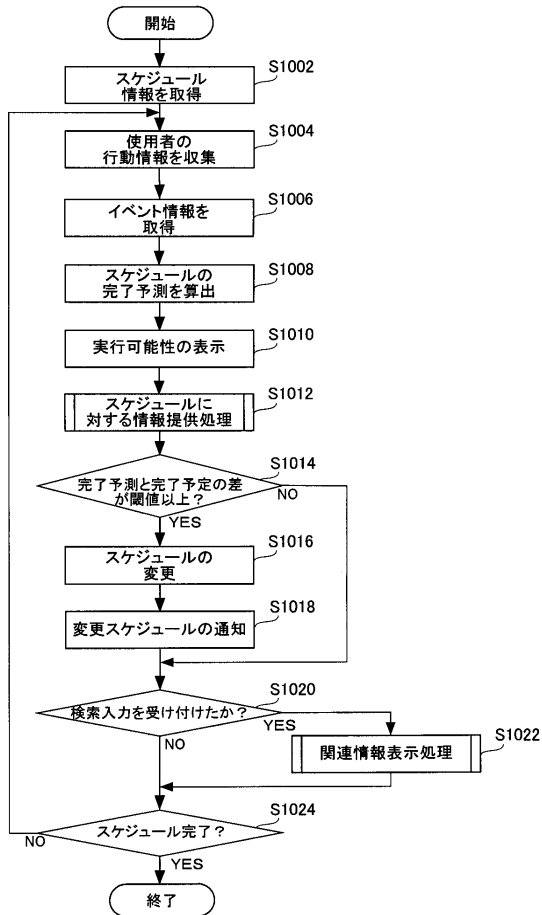 開始
S1002
スケジュール
情報を取得
S1004
使用者の
行動情報を収集
S1006
イベント情報を
取得
S1008
スケジュールの
完了予測を算出
S1010
実行可能性の表示
S1012
スケジュールに
対する情報提供処理
S1014
完了予測と完了予定の差
が閾値以上？
NO
YES
S1016
スケジュールの
変更
S1018
変更スケジュールの通知
S1020
検索入力を受け付けたか？
YES
NO
S1022
関連情報表示処理
S1024
スケジュール完了？
NO
YES
終了